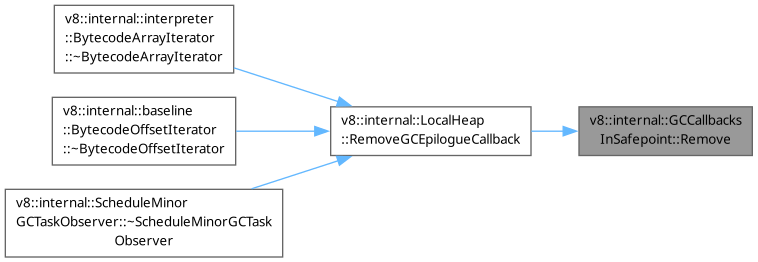 v8::internal::interpreter
::BytecodeArrayIterator
::~BytecodeArrayIterator
v8::internal::baseline
::BytecodeOffsetIterator
::~BytecodeOffsetIterator
v8::internal::ScheduleMinor
GCTaskObserver::~ScheduleMinorGCTask
Observer
v8::internal::LocalHeap
::RemoveGCEpilogueCallback
v8::internal::GCCallbacks
InSafepoint::Remove